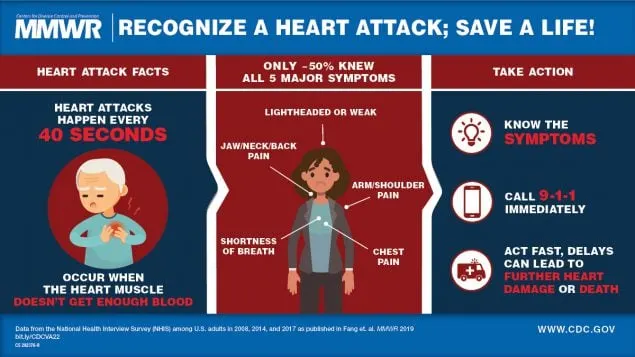 Centers for Disease Control and Prevention
MMWR
RECOGNIZE A HEART ATTACK; SAVE A LIFE!
HEART ATTACK FACTS
HEART ATTACKS
HAPPEN EVERY
40 SECONDS
OCCUR WHEN
THE HEART MUSCLE
DOESN'T GET ENOUGH BLOOD
ONLY ~50% KNEW
ALL 5 MAJOR SYMPTOMS
LIGHTHEADED OR WEAK
JAW/NECK/BACK
PAIN
ARM/SHOULDER
PAIN
SHORTNESS
OF BREATH
CHEST
PAIN
TAKE ACTION
KNOW THE
SYMPTOMS
CALL 9-1-1
IMMEDIATELY
ACT FAST, DELAYS
CAN LEAD TO
FURTHER HEART
DAMAGE OR DEATH
Data from the National Health Interview Survey (NHIS) among U.S. adults in 2008, 2014, and 2017 as published in Fang et. al. MMWR 2019
bit.ly/CDCVA22
WWW.CDC.GOV